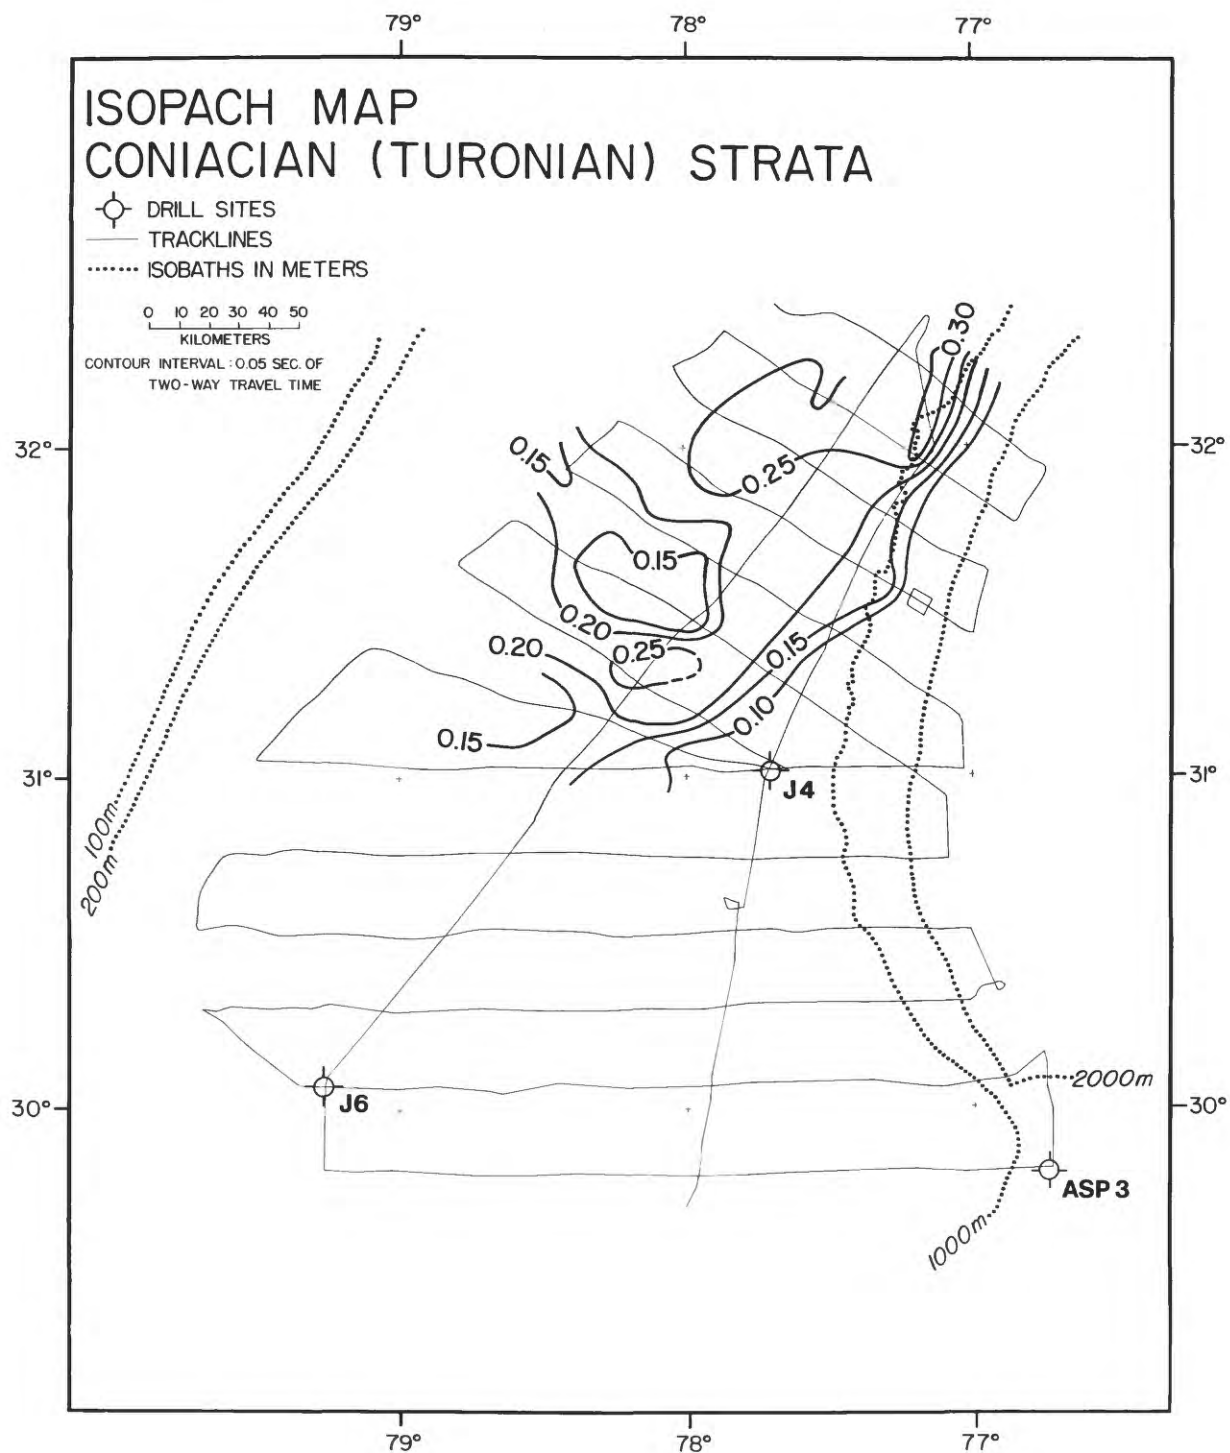 79° 78° 77°
ISOPACH MAP
CONIACIAN (TURONIAN) STRATA
DRILL SITES
TRACKLINES
ISOBATHS IN METERS
0 10 20 30 40 50
KILOMETERS
CONTOUR INTERVAL : 0.05 SEC. OF
TWO-WAY TRAVEL TIME
0.30
32° 32°
0.15
0.25
0.15
0.20
0.20
0.25
0.15
0.15
0.10
31° 31°
J4
100m
200m
2000m
J6
30° 30°
ASP 3
1000m
79° 78° 77°